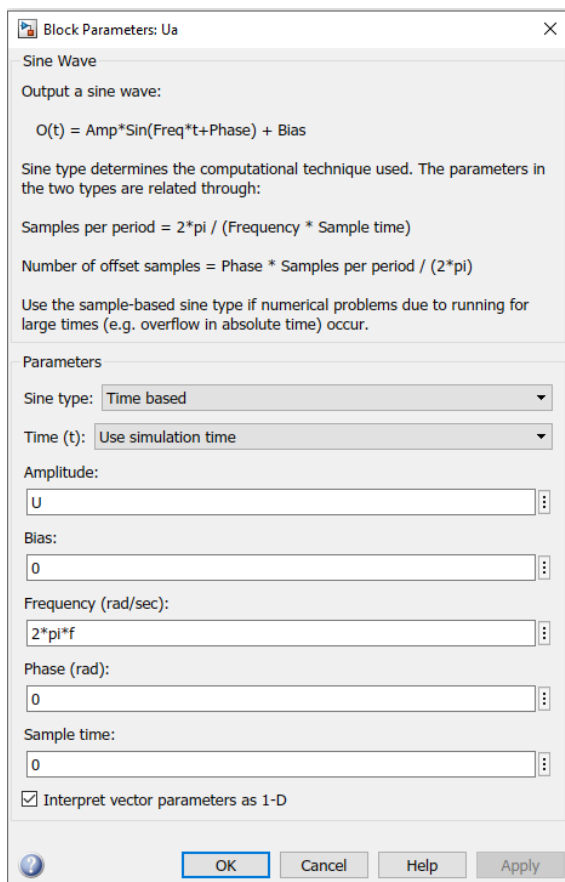 Block Parameters: Ua
Sine Wave
Output a sine wave:
O(t) = Amp*Sin(Freq*t+Phase) + Bias
Sine type determines the computational technique used. The parameters in
the two types are related through:
Samples per period = 2*pi / (Frequency * Sample time)
Number of offset samples = Phase * Samples per period / (2*pi)
Use the sample-based sine type if numerical problems due to running for
large times (e.g. overflow in absolute time) occur.
Parameters
Sine type: Time based
Time (t): Use simulation time
Amplitude:
U
Bias:
0
Frequency (rad/sec):
2*pi*f
Phase (rad):
0
Sample time:
0
Interpret vector parameters as 1-D
OK Cancel Help Apply